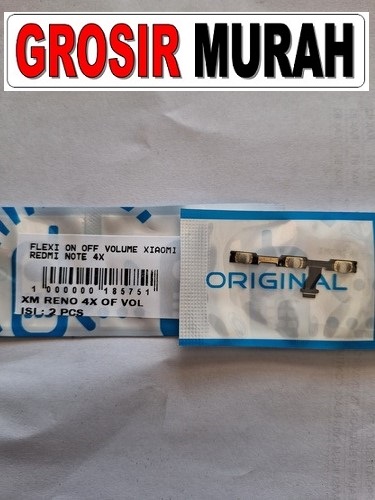 GROSIR MURAH
FLEXI ON OFF VOLUME XIAOMI
REDMI NOTE 4X
1 000000 185751
XM RENO 4X OF VOL
ISI : 2 PCS
ORIGINAL